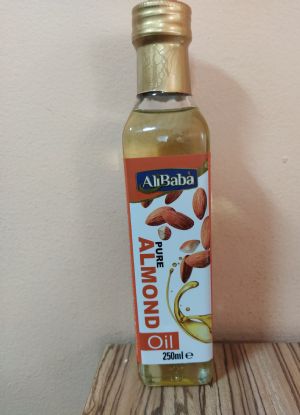 AliBaba
PURE
ALMOND
Oil
250ml e